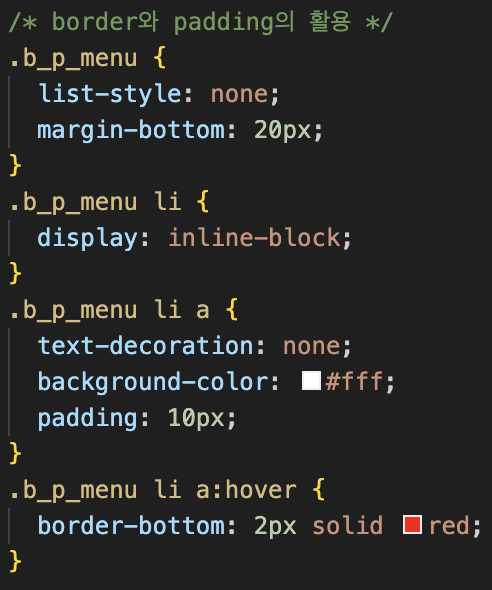 /* border와 padding의 활용 */
.b_p_menu {
  list-style: none;
  margin-bottom: 20px;
}
.b_p_menu li {
  display: inline-block;
}
.b_p_menu li a {
  text-decoration: none;
  background-color: #fff;
  padding: 10px;
}
.b_p_menu li a:hover {
  border-bottom: 2px solid red;
}